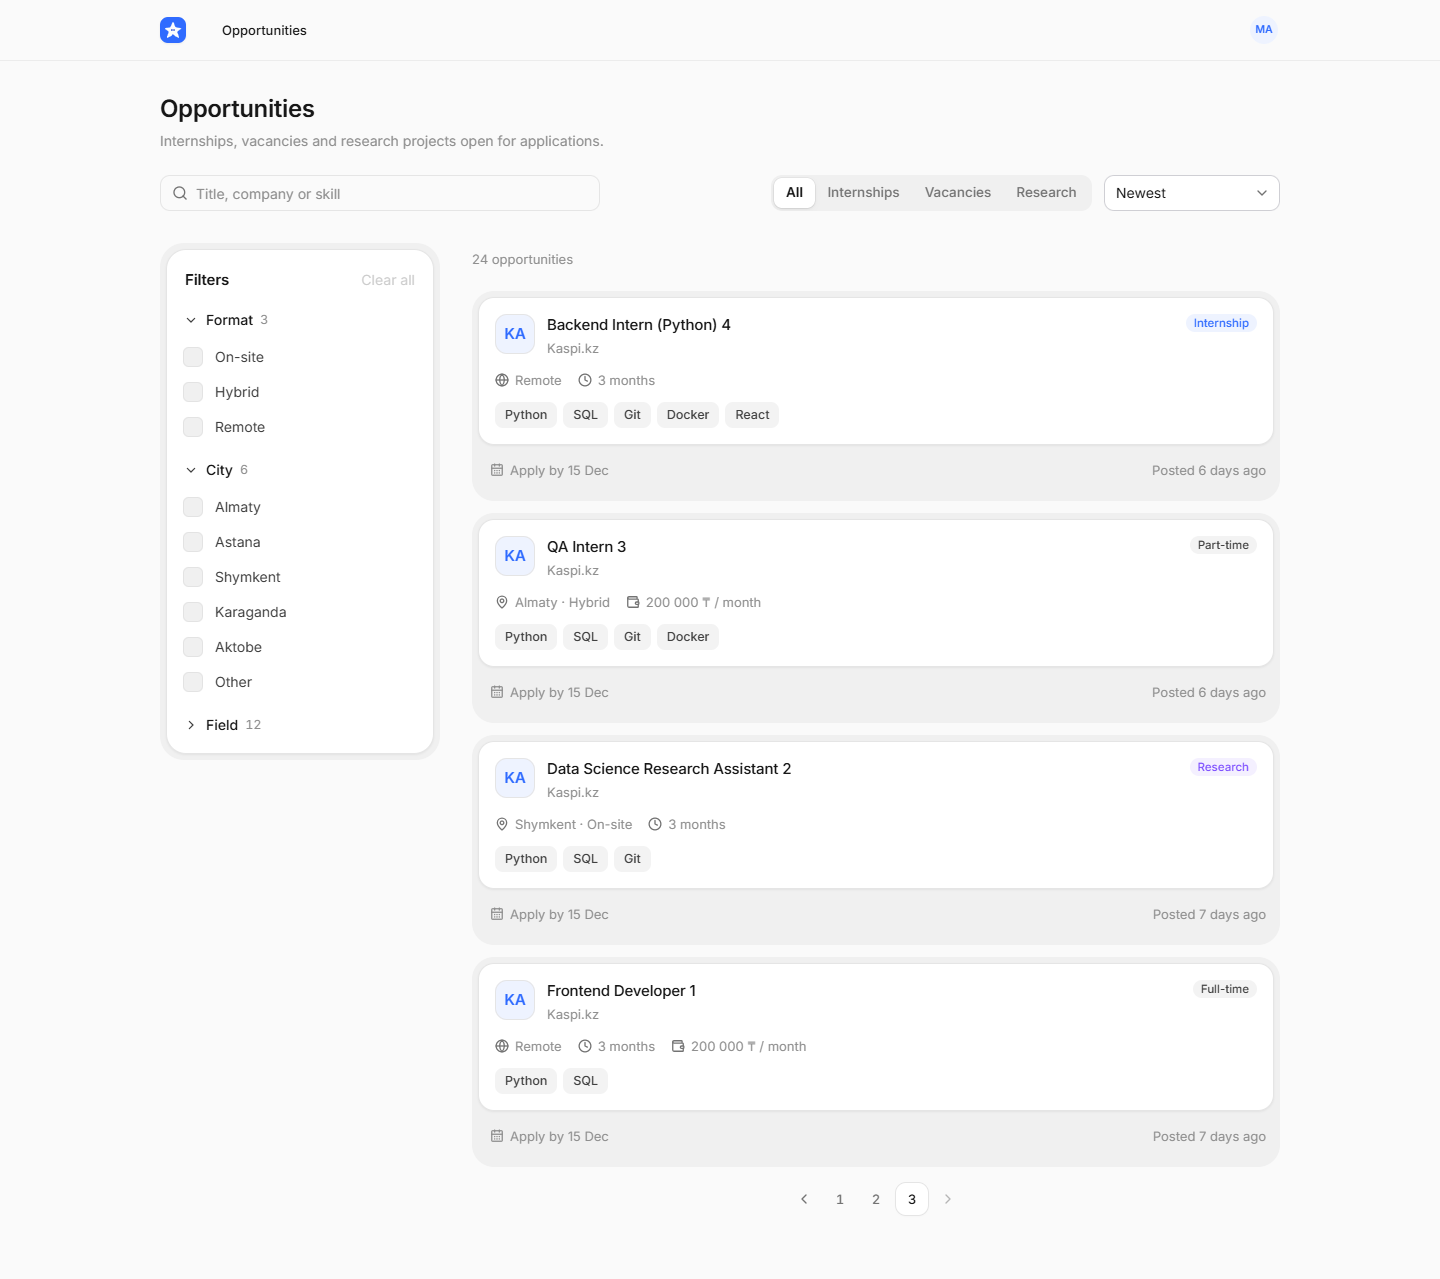 Opportunities
MA
Opportunities
Internships, vacancies and research projects open for applications.
Title, company or skill
All Internships Vacancies Research
Newest
Filters Clear all
Format 3
On-site
Hybrid
Remote
City 6
Almaty
Astana
Shymkent
Karaganda
Aktobe
Other
Field 12
24 opportunities
KA
Backend Intern (Python) 4
Internship
Kaspi.kz
Remote 3 months
Python SQL Git Docker React
Apply by 15 Dec Posted 6 days ago
KA
QA Intern 3
Part-time
Kaspi.kz
Almaty · Hybrid 200 000 ₸ / month
Python SQL Git Docker
Apply by 15 Dec Posted 6 days ago
KA
Data Science Research Assistant 2
Research
Kaspi.kz
Shymkent · On-site 3 months
Python SQL Git
Apply by 15 Dec Posted 7 days ago
KA
Frontend Developer 1
Full-time
Kaspi.kz
Remote 3 months 200 000 ₸ / month
Python SQL
Apply by 15 Dec Posted 7 days ago
1 2 3